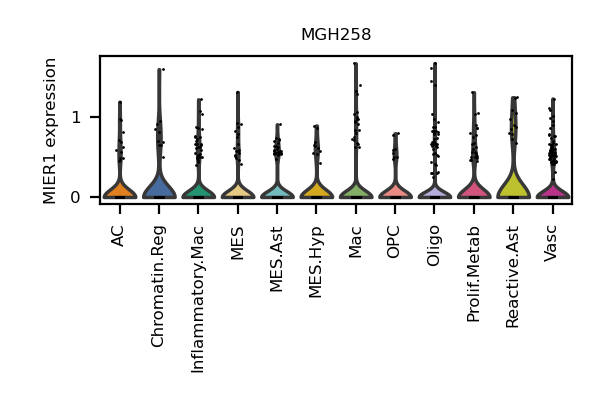 MGH258
MIER1 expression
1
0
AC
Chromatin.Reg
Inflammatory.Mac
MES
MES.Ast
MES.Hyp
Mac
OPC
Oligo
Prolif.Metab
Reactive.Ast
Vasc